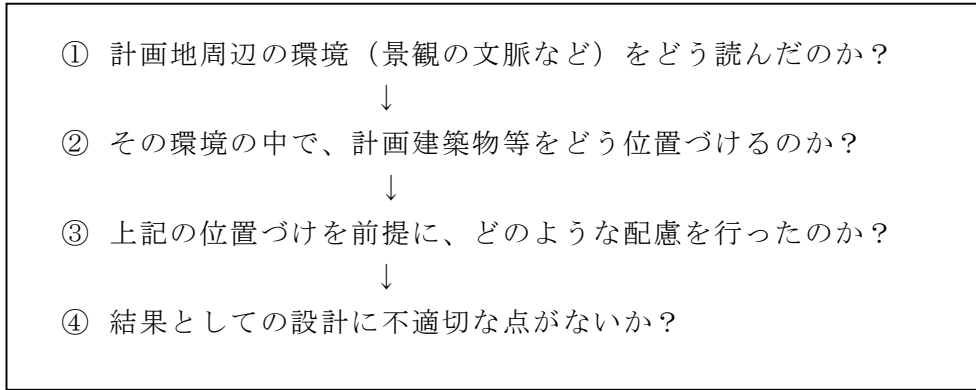 ① 計画地周辺の環境（景観の文脈など）をどう読んだのか？
↓
② その環境の中で、計画建築物等をどう位置づけるのか？
↓
③ 上記の位置づけを前提に、どのような配慮を行ったのか？
↓
④ 結果としての設計に不適切な点がないか？